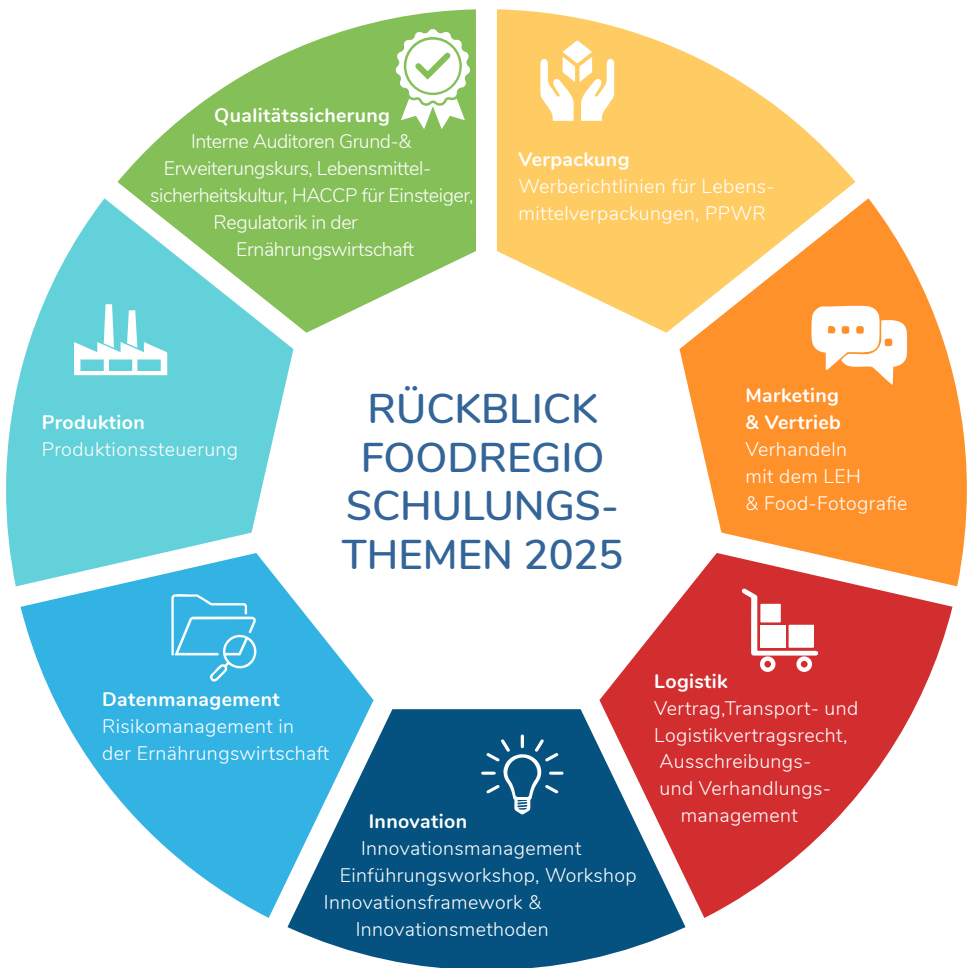 RÜCKBLICK
FOODREGIO
SCHULUNGS-
THEMEN 2025
Qualitätssicherung
Interne Auditoren Grund-&
Erweiterungskurs, Lebensmittel-
sicherheitskultur, HACCP für Einsteiger,
Regulatorik in der
Ernährungswirtschaft
Verpackung
Werberichtlinien für Lebens-
mittelverpackungen, PPWR
Marketing
& Vertrieb
Verhandeln
mit dem LEH
& Food-Fotografie
Logistik
Vertrag,Transport- und
Logistikvertragsrecht,
Ausschreibungs-
und Verhandlungs-
management
Innovation
Innovationsmanagement
Einführungsworkshop, Workshop
Innovationsframework &
Innovationsmethoden
Datenmanagement
Risikomanagement in
der Ernährungswirtschaft
Produktion
Produktionssteuerung